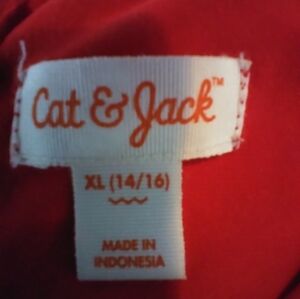 Cat & Jack™
XL (14/16)
MADE IN
INDONESIA